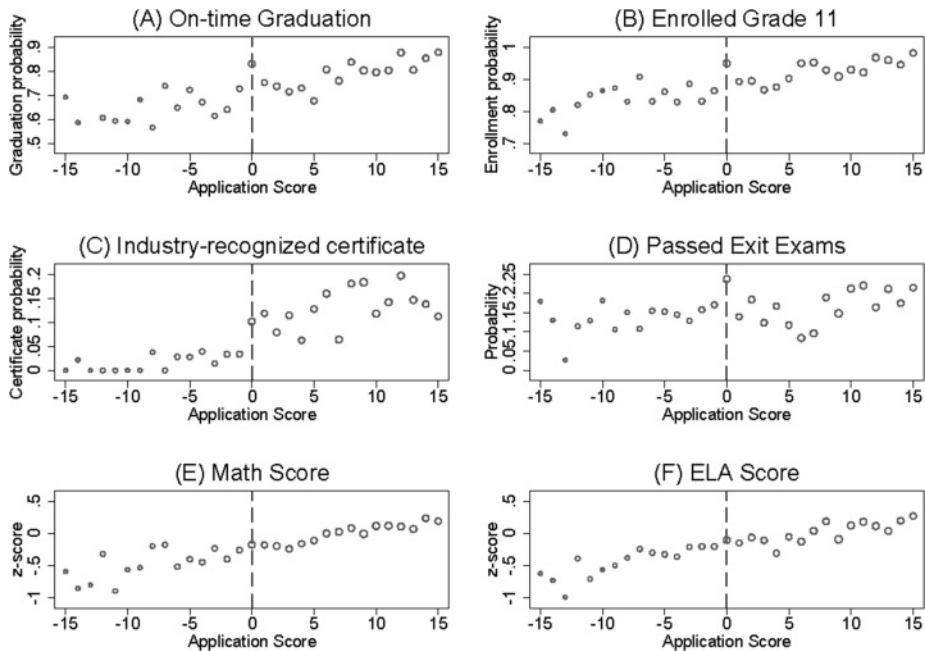 (A) On-time Graduation
Graduation probability
.5 .6 .7 .8 .9
-15 -10 -5 0 5 10 15
Application Score
(B) Enrolled Grade 11
Enrollment probability
.7 .8 .9 1
-15 -10 -5 0 5 10 15
Application Score
(C) Industry-recognized certificate
Certificate probability
0 .05 .1 .15 .2
-15 -10 -5 0 5 10 15
Application Score
(D) Passed Exit Exams
Probability
0 .05 .1 .15 .2 .25
-15 -10 -5 0 5 10 15
Application Score
(E) Math Score
z-score
-1 -.5 0 .5
-15 -10 -5 0 5 10 15
Application Score
(F) ELA Score
z-score
-1 -.5 0 .5
-15 -10 -5 0 5 10 15
Application Score